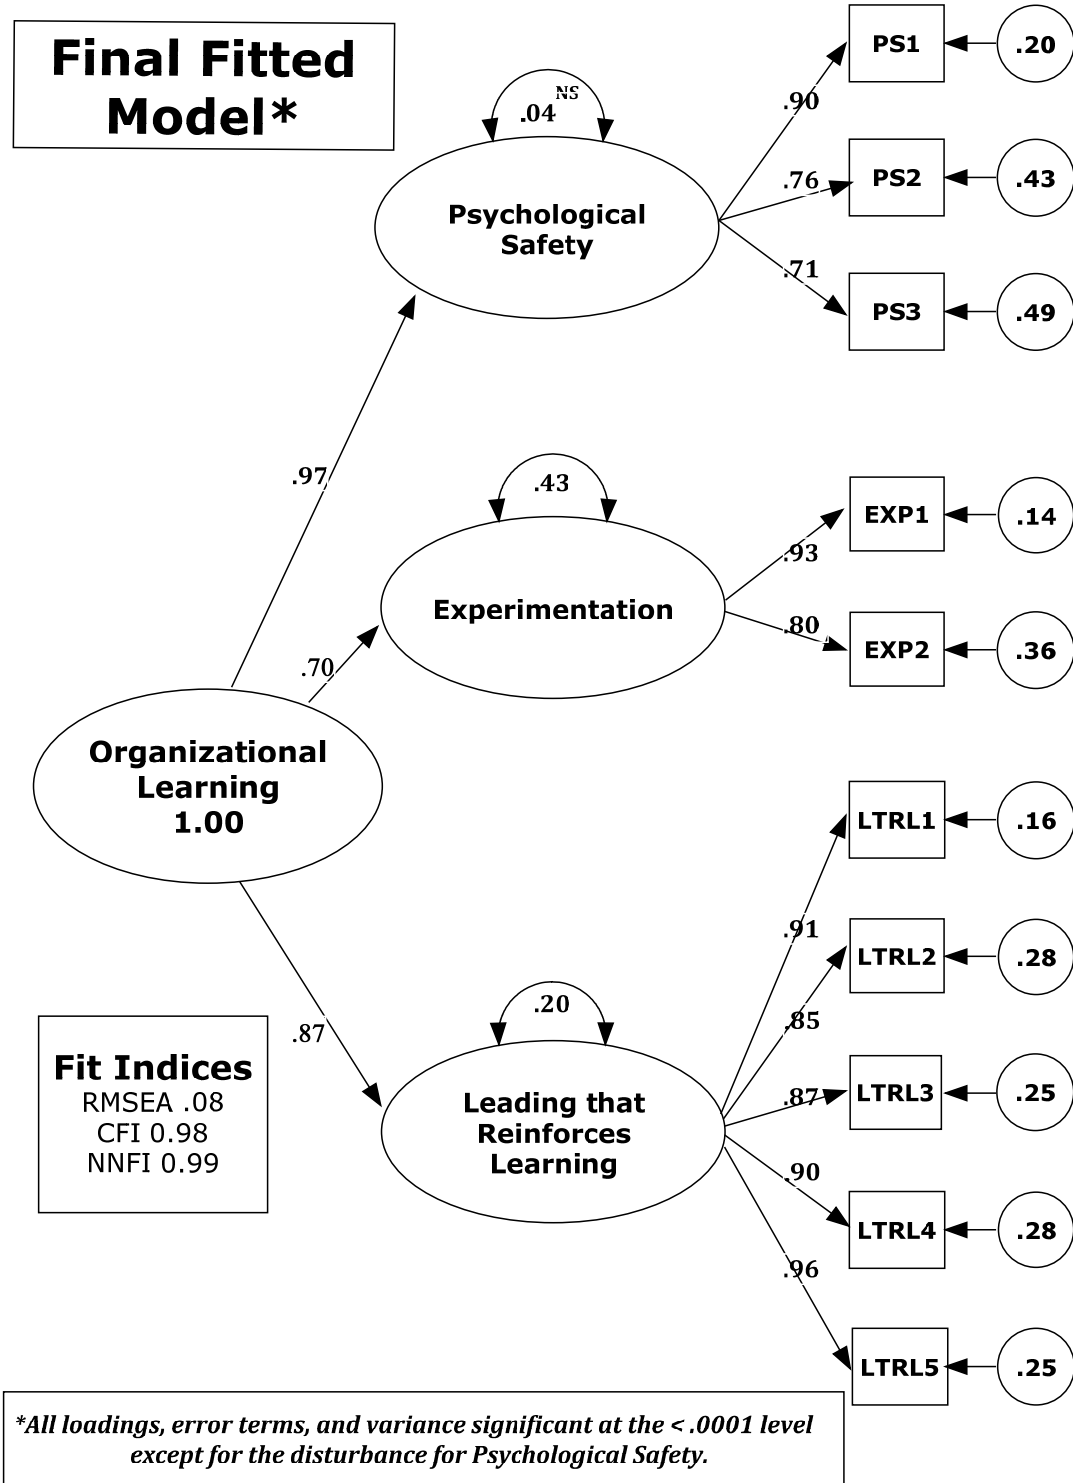 Final Fitted
Model*
NS
.04
Psychological
Safety
.90
.76
.71
PS1
.20
PS2
.43
PS3
.49
.97
.43
Experimentation
.93
.80
EXP1
.14
EXP2
.36
.70
Organizational
Learning
1.00
.87
.20
Leading that
Reinforces
Learning
.91
.85
.87
.90
.96
LTRL1
.16
LTRL2
.28
LTRL3
.25
LTRL4
.28
LTRL5
.25
Fit Indices
RMSEA .08
CFI 0.98
NNFI 0.99
*All loadings, error terms, and variance significant at the < .0001 level
except for the disturbance for Psychological Safety.